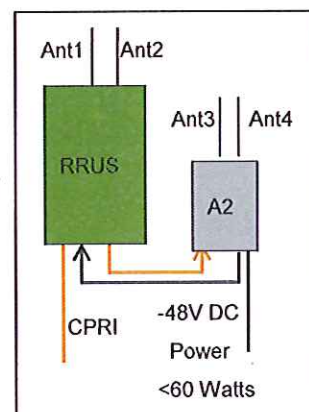 Ant1 Ant2
Ant3 Ant4
RRUS
A2
CPRI
-48V DC
Power
<60 Watts